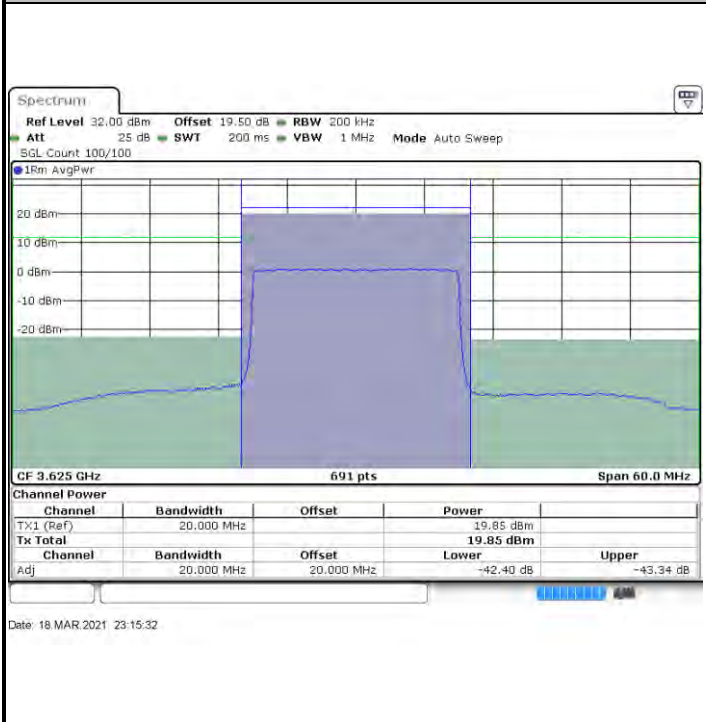 Spectrum
Ref Level 32.00 dBm Offset 19.50 dB RBW 200 kHz
Att 25 dB SWT 200 ms VBW 1 MHz Mode Auto Sweep
SGL Count 100/100
1Rm AvgPwr
20 dBm
10 dBm
0 dBm
-10 dBm
-20 dBm
CF 3.625 GHz 691 pts Span 60.0 MHz
Channel Power
Channel Bandwidth Offset Power
TX1 (Ref) 20.000 MHz 19.85 dBm
Tx Total 19.85 dBm
Channel Bandwidth Offset Lower Upper
Adj 20.000 MHz 20.000 MHz -42.40 dB -43.34 dB
Date: 18.MAR.2021 23:15:32